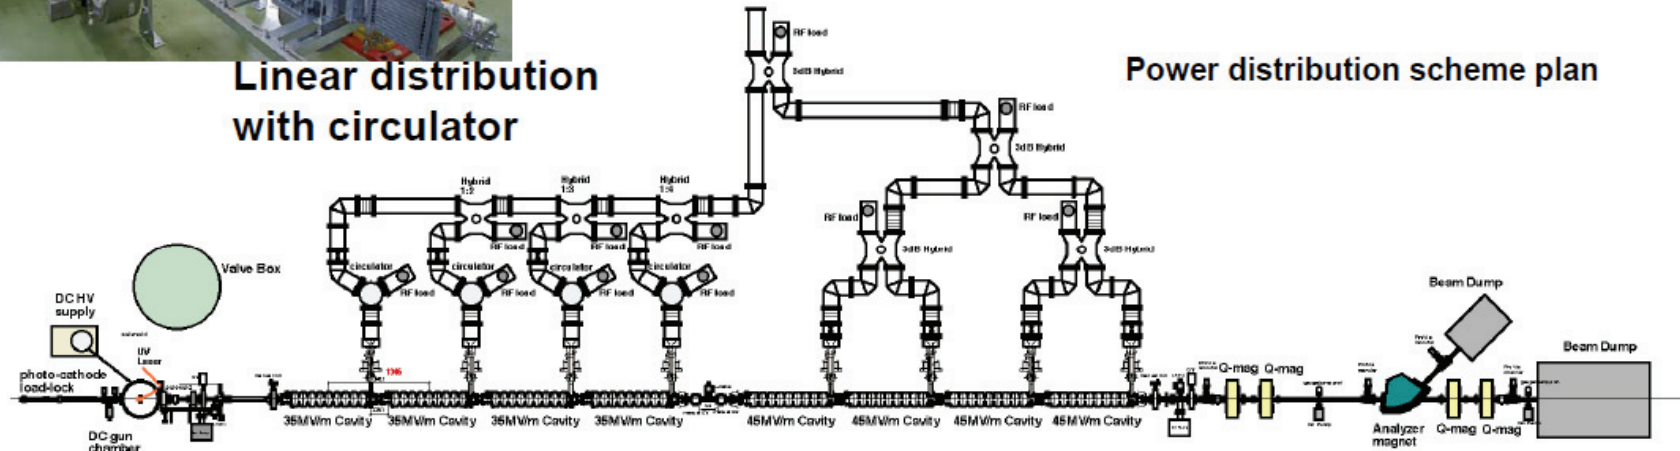 Linear distribution
with circulator
Power distribution scheme plan
RF load
3dB Hybrid
RF load
3dB Hybrid
Hybrid
1:2
Hybrid
1:3
Hybrid
1:4
RF load
RF load
RF load
RF load
RF load
3dB Hybrid
3dB Hybrid
circulator
circulator
circulator
circulator
RF load
RF load
RF load
RF load
Valve Box
DC HV
supply
solenoid
UV
Laser
photo-cathode
load-lock
DC gun
chamber
35MV/m Cavity
35MV/m Cavity
35MV/m Cavity
35MV/m Cavity
45MV/m Cavity
45MV/m Cavity
45MV/m Cavity
45MV/m Cavity
Q-mag
Q-mag
Analyzer
magnet
Q-mag
Q-mag
Beam Dump
Beam Dump